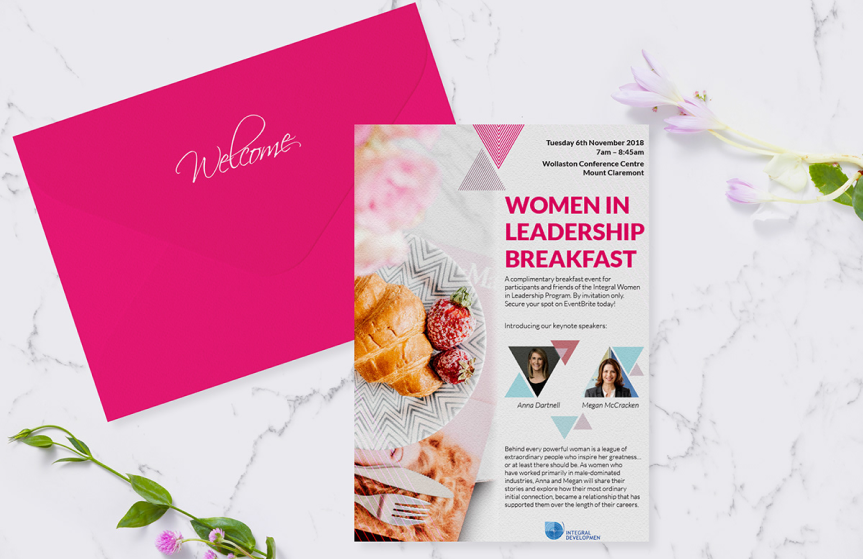 Welcome
Tuesday 6th November 2018
7am – 8:45am
Wollaston Conference Centre
Mount Claremont
WOMEN IN
LEADERSHIP
BREAKFAST
A complimentary breakfast event for
participants and friends of the Integral Women
in Leadership Program. By invitation only.
Secure your spot on EventBrite today!
Introducing our keynote speakers:
Anna Dartnell
Megan McCracken
Behind every powerful woman is a league of
extraordinary people who inspire her greatness...
or at least there should be. As women who
have worked primarily in male-dominated
industries, Anna and Megan will share their
stories and explore how their most ordinary
initial connection, became a relationship that has
supported them over the length of their careers.
INTEGRAL
DEVELOPMEN